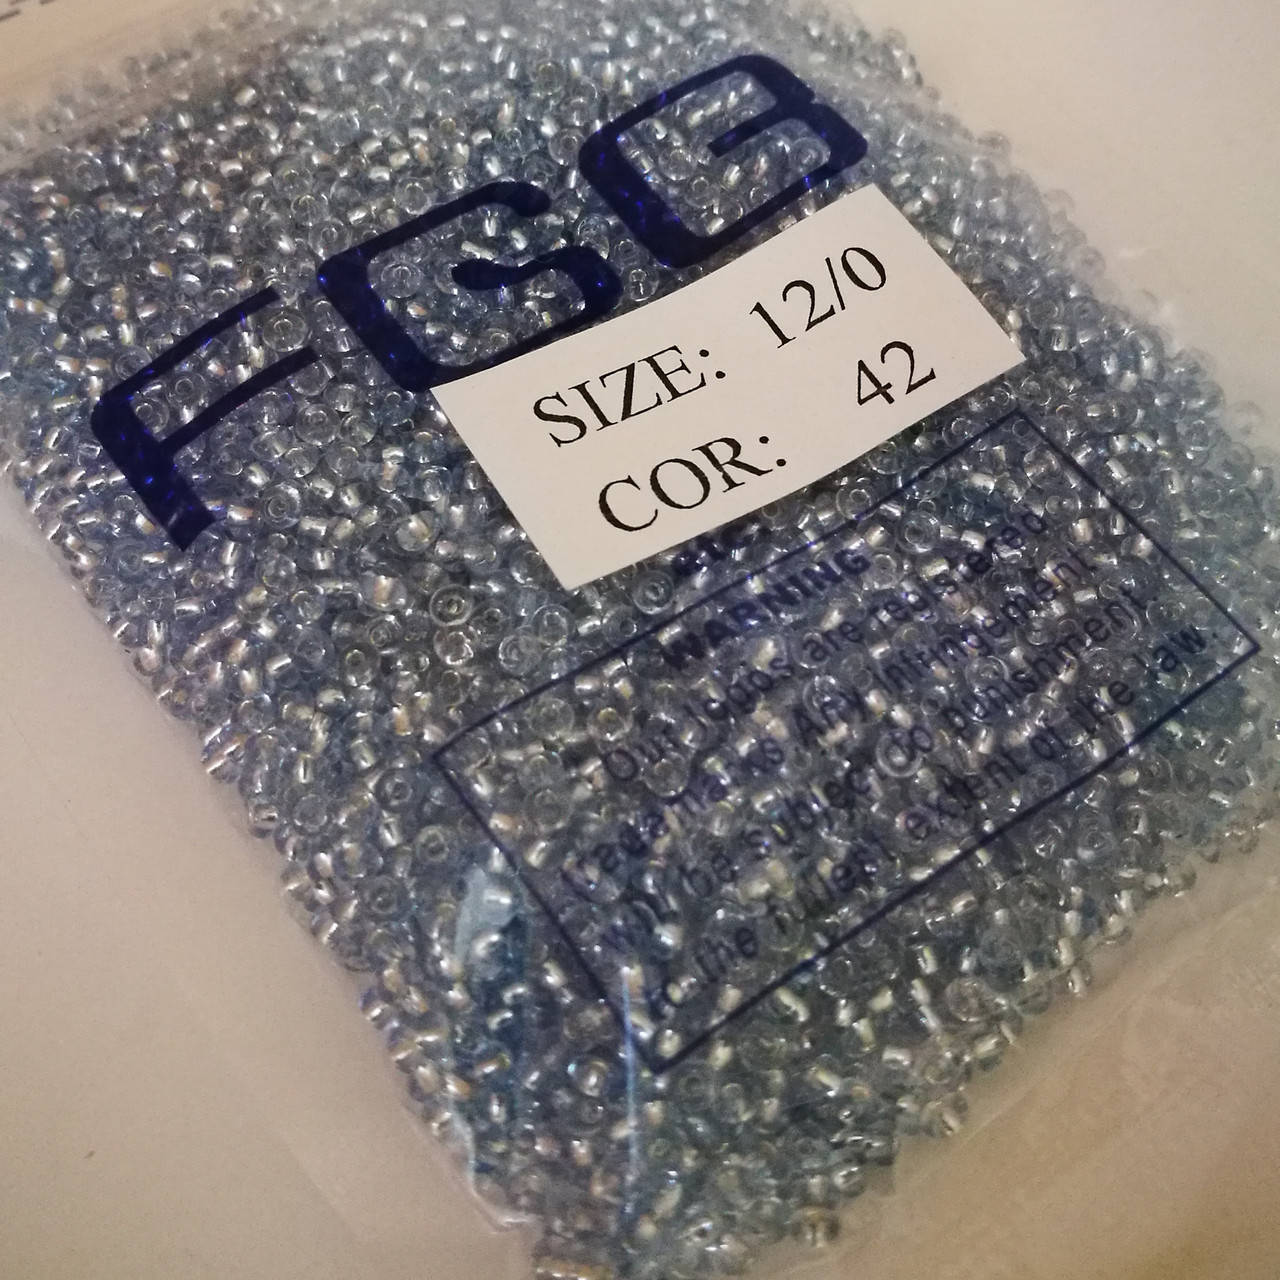 FGB
SIZE: 12/0
COR: 42
WARNING
Our logos are registered
tradamarks Any infringement
will be subject to punishment
to the fullest extent of the law.